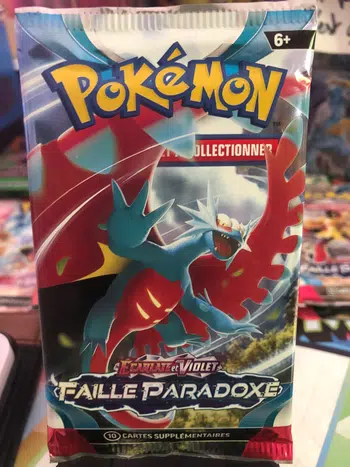 6+
POKÉMON
COLLECTIONNER
ÉCARLATE ET VIOLET
FAILLE PARADOXE
10 CARTES SUPPLÉMENTAIRES